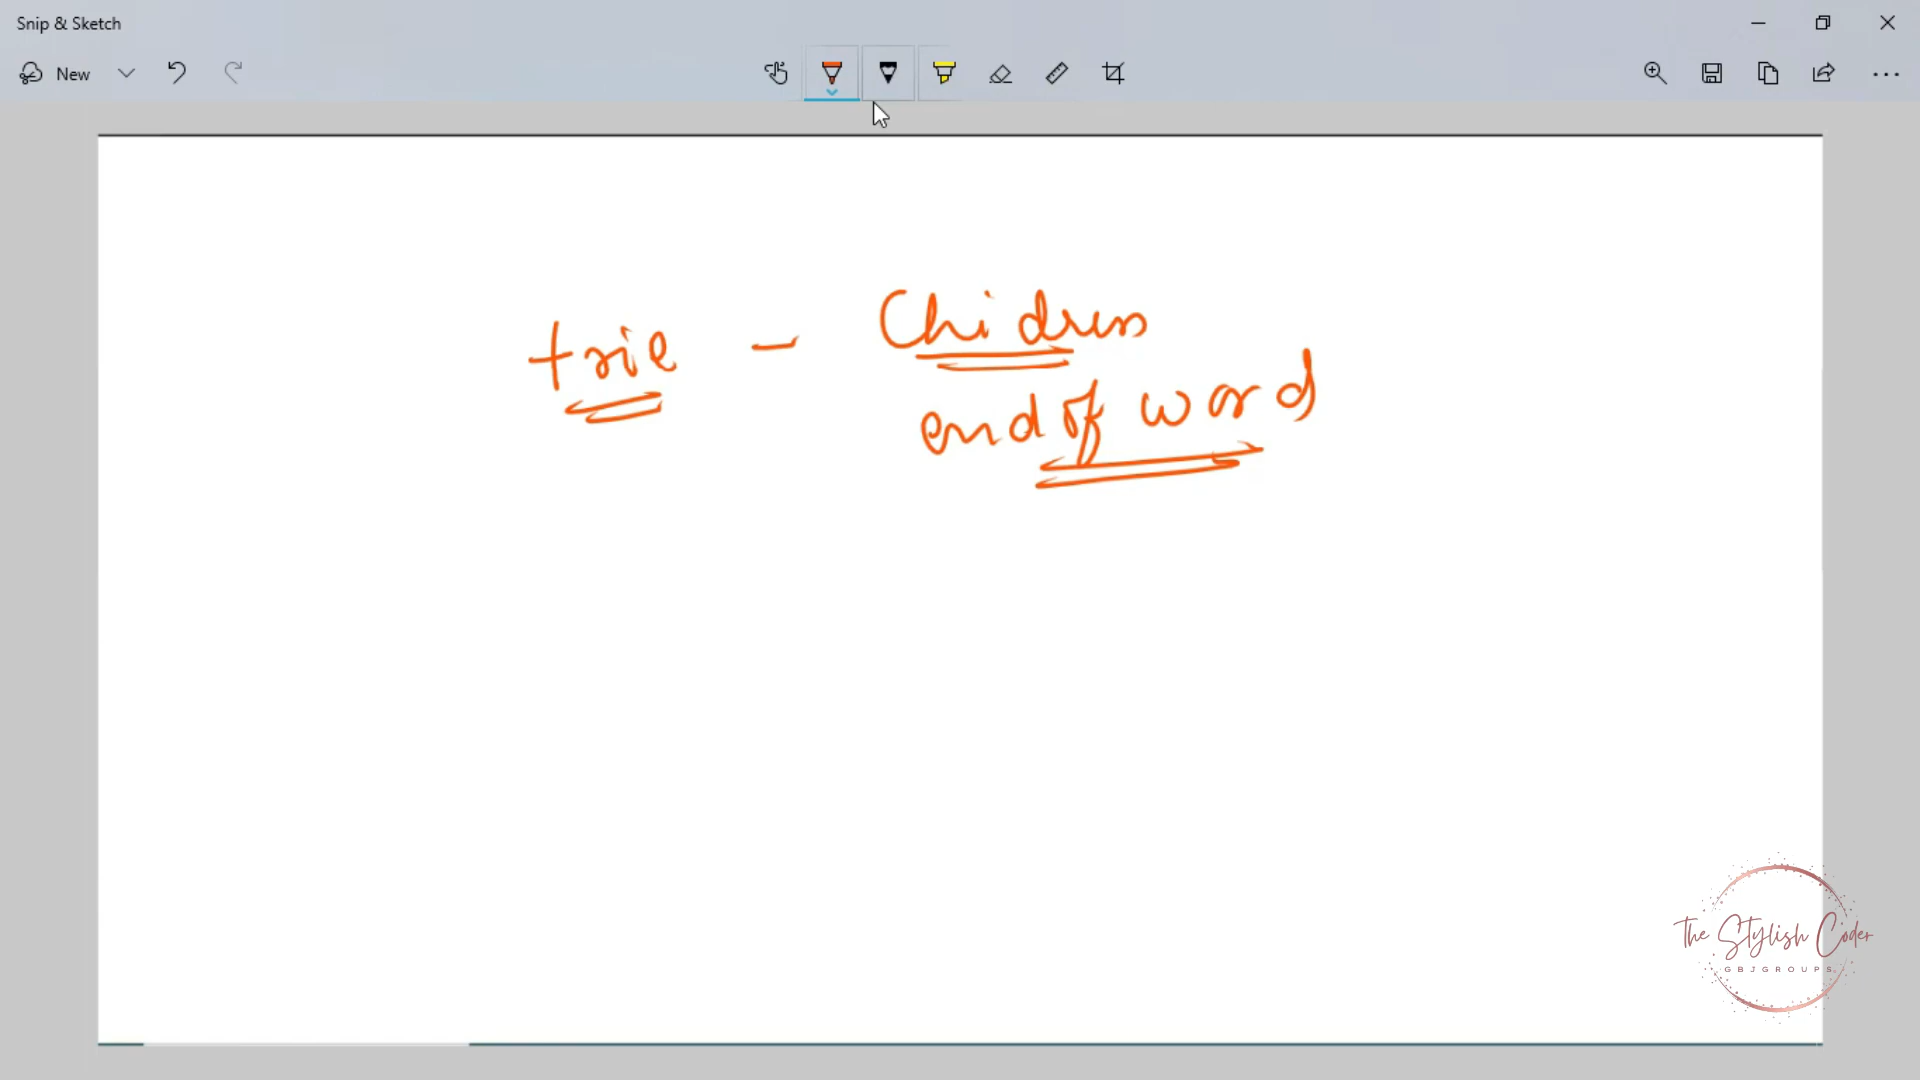 Snip & Sketch
New
trie - Chidren
end of word
The Stylish Coder
GBJGROUPS